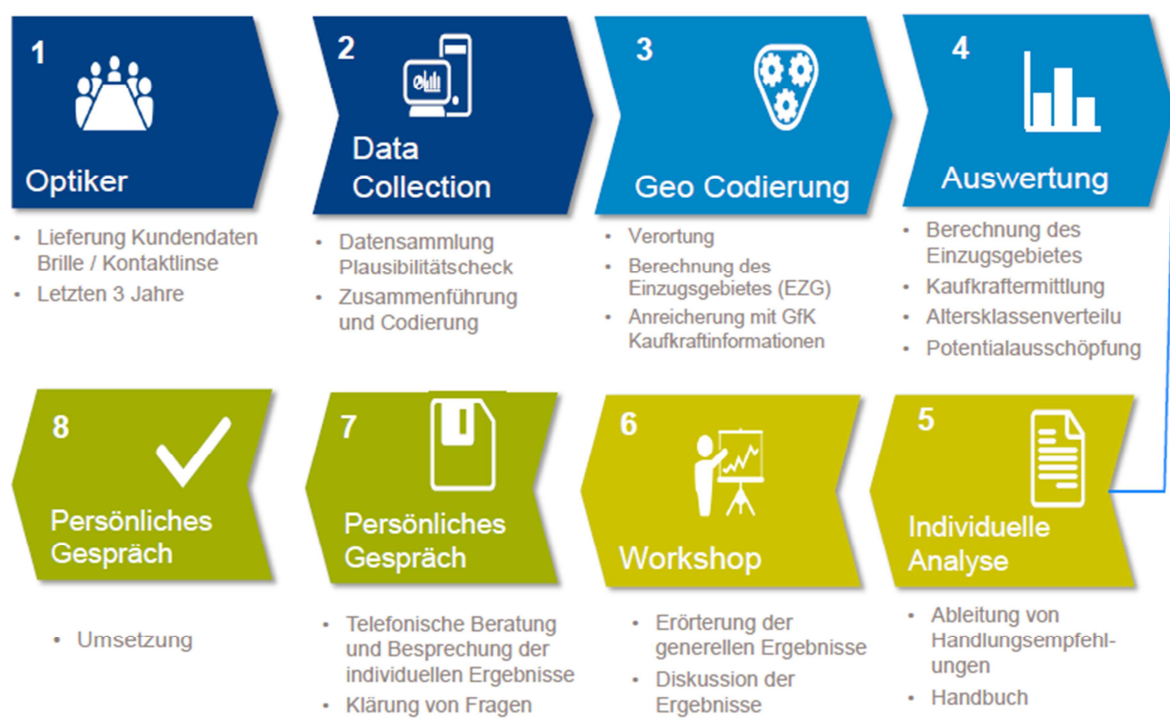 1
Optiker
• Lieferung Kundendaten
Brille / Kontaktlinse
• Letzten 3 Jahre
2
Data
Collection
• Datensammlung
Plausibilitätscheck
• Zusammenführung
und Codierung
3
Geo Codierung
• Verortung
• Berechnung des
Einzugsgebietes (EZG)
• Anreicherung mit GfK
Kaufkraftinformationen
4
Auswertung
• Berechnung des
Einzugsgebietes
• Kaufkraftermittlung
• Altersklassenverteilu
• Potentialausschöpfung
5
Individuelle
Analyse
• Ableitung von
Handlungsempfehl-
ungen
• Handbuch
6
Workshop
• Erörterung der
generellen Ergebnisse
• Diskussion der
Ergebnisse
7
Persönliches
Gespräch
• Telefonische Beratung
und Besprechung der
individuellen Ergebnisse
• Klärung von Fragen
8
Persönliches
Gespräch
• Umsetzung